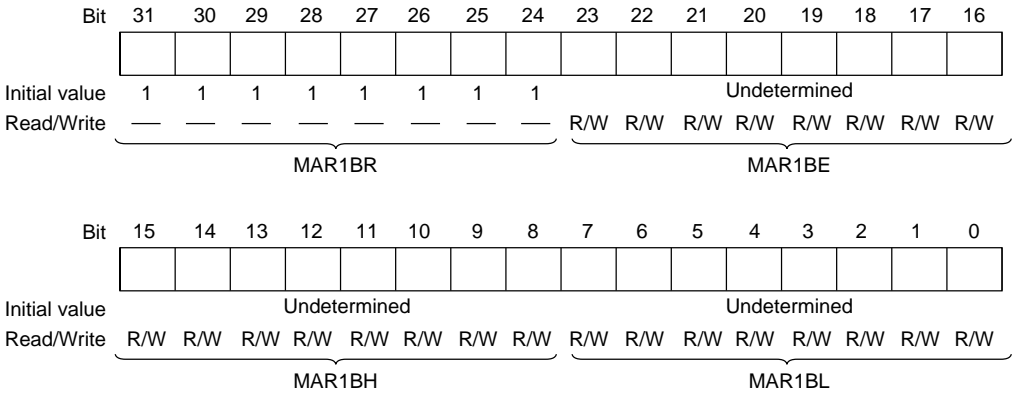 Bit 31 30 29 28 27 26 25 24 23 22 21 20 19 18 17 16
Initial value 1 1 1 1 1 1 1 1 Undetermined
Read/Write — — — — — — — — R/W R/W R/W R/W R/W R/W R/W R/W
MAR1BR MAR1BE
Bit 15 14 13 12 11 10 9 8 7 6 5 4 3 2 1 0
Initial value Undetermined Undetermined
Read/Write R/W R/W R/W R/W R/W R/W R/W R/W R/W R/W R/W R/W R/W R/W R/W R/W
MAR1BH MAR1BL